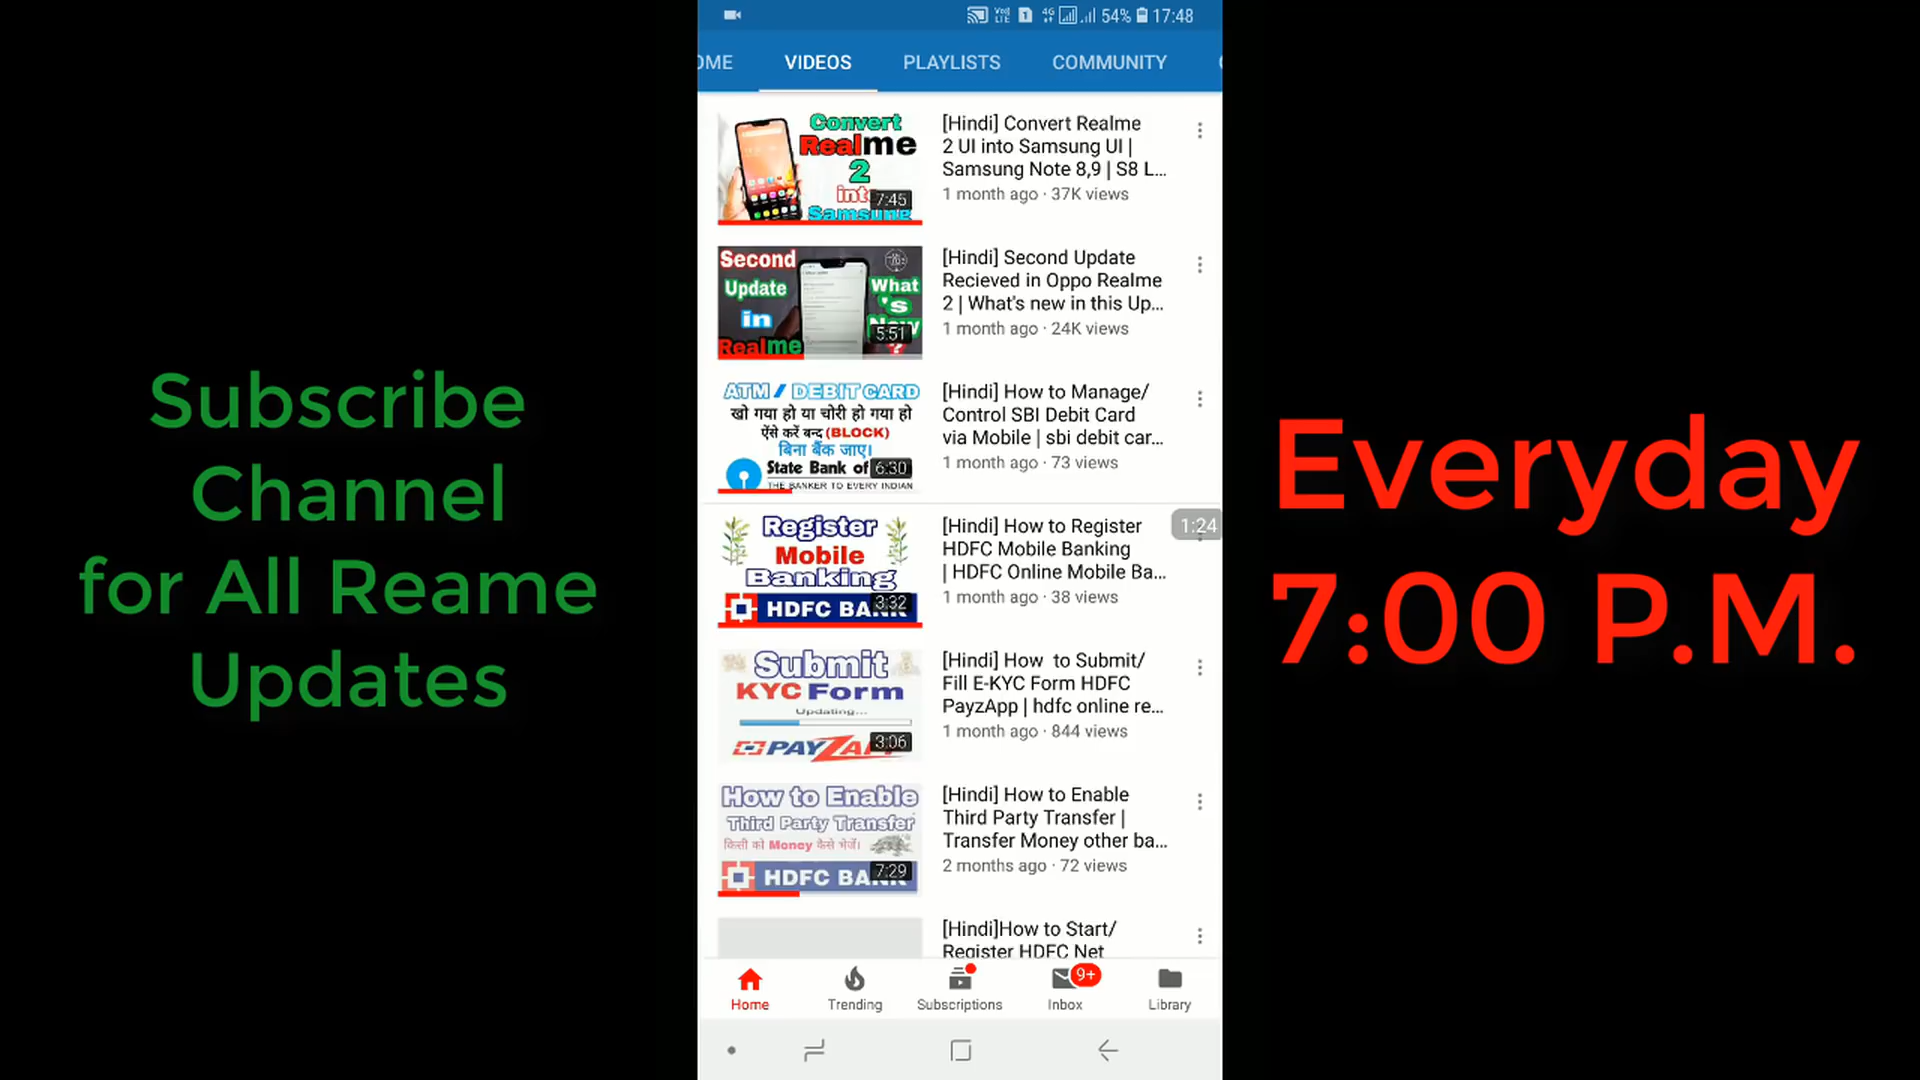 Subscribe
Channel
for All Reame
Updates
54% 17:48
OME VIDEOS PLAYLISTS COMMUNITY
Convert
Realme
2
into
Samsung
7:45
[Hindi] Convert Realme
2 UI into Samsung UI |
Samsung Note 8,9 | S8 L...
1 month ago · 37K views
Second
Update
in
Realme
What
's
New
?
5:51
[Hindi] Second Update
Recieved in Oppo Realme
2 | What's new in this Up...
1 month ago · 24K views
ATM / DEBIT CARD
खो गया हो या चोरी हो गया हो
ऐंसे करें बन्द (BLOCK)
बिना बैंक जाए।
State Bank of
THE BANKER TO EVERY INDIAN
6:30
[Hindi] How to Manage/
Control SBI Debit Card
via Mobile | sbi debit car...
1 month ago · 73 views
Register
Mobile
Banking
HDFC BANK
3:32
[Hindi] How to Register
HDFC Mobile Banking
| HDFC Online Mobile Ba...
1 month ago · 38 views
1:24
Submit
KYC Form
Updating...
PAYZAPP
3:06
[Hindi] How to Submit/
Fill E-KYC Form HDFC
PayzApp | hdfc online re...
1 month ago · 844 views
How to Enable
Third Party Transfer
किसी को Money कैसे भेजें।
HDFC BANK
7:29
[Hindi] How to Enable
Third Party Transfer |
Transfer Money other ba...
2 months ago · 72 views
[Hindi]How to Start/
Register HDFC Net
Home Trending Subscriptions Inbox 9+ Library
Everyday
7:00 P.M.